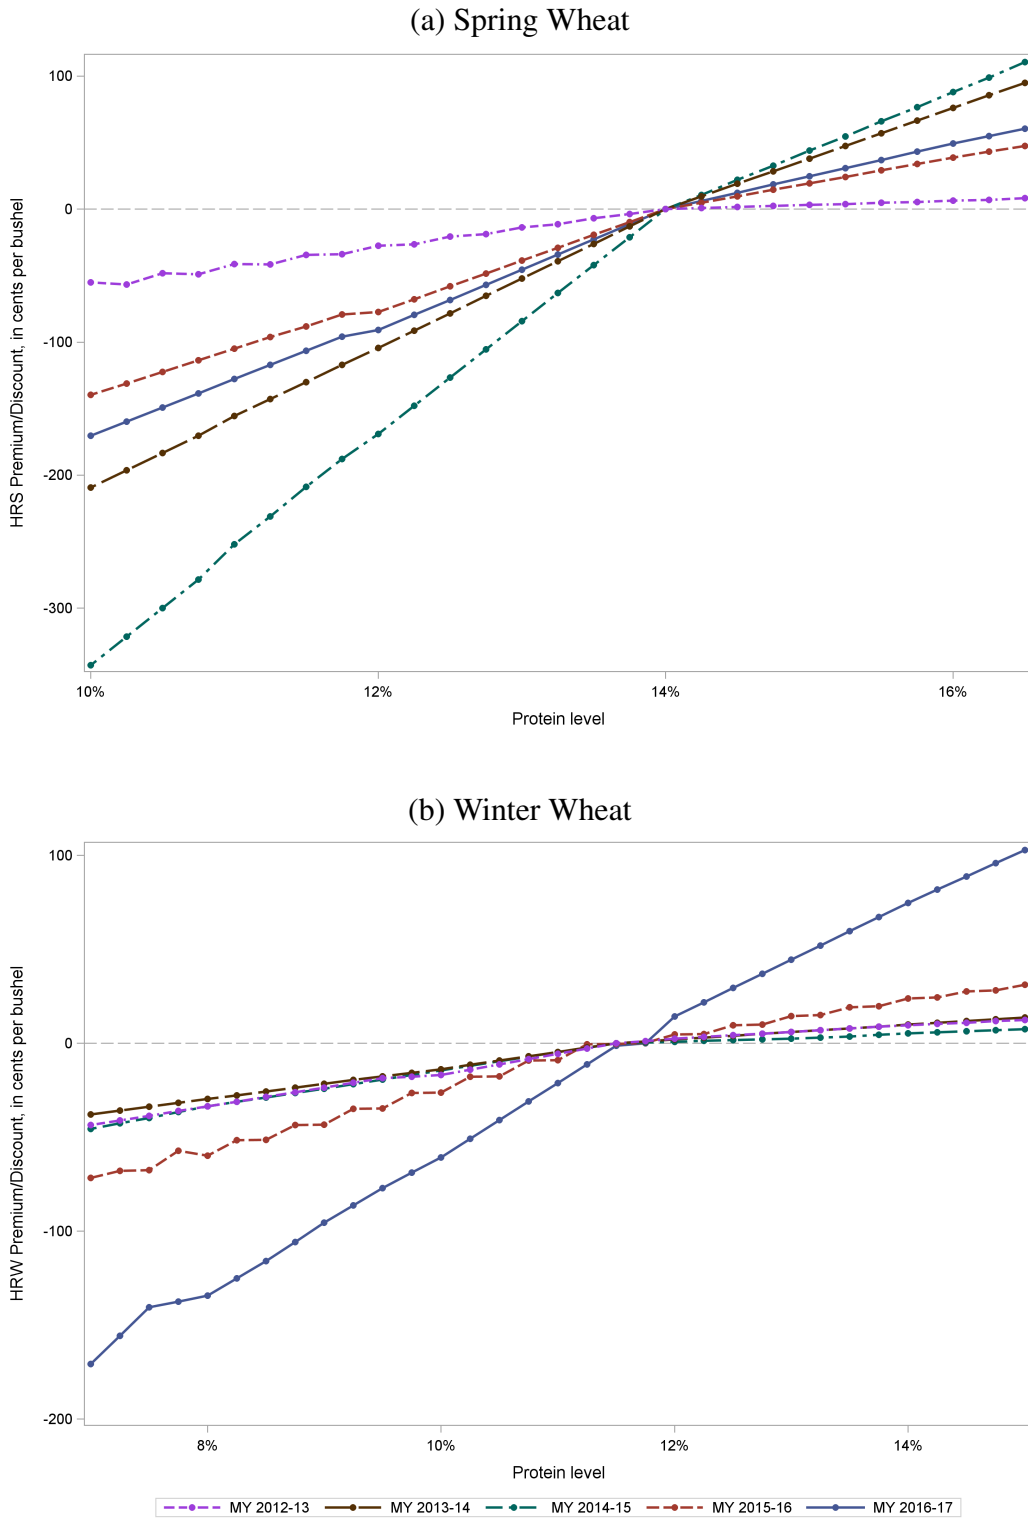 (a) Spring Wheat
100
0
-100
-200
-300
HRS Premium/Discount, in cents per bushel
10% 12% 14% 16%
Protein level
(b) Winter Wheat
100
0
-100
-200
HRW Premium/Discount, in cents per bushel
8% 10% 12% 14%
Protein level
MY 2012-13 MY 2013-14 MY 2014-15 MY 2015-16 MY 2016-17